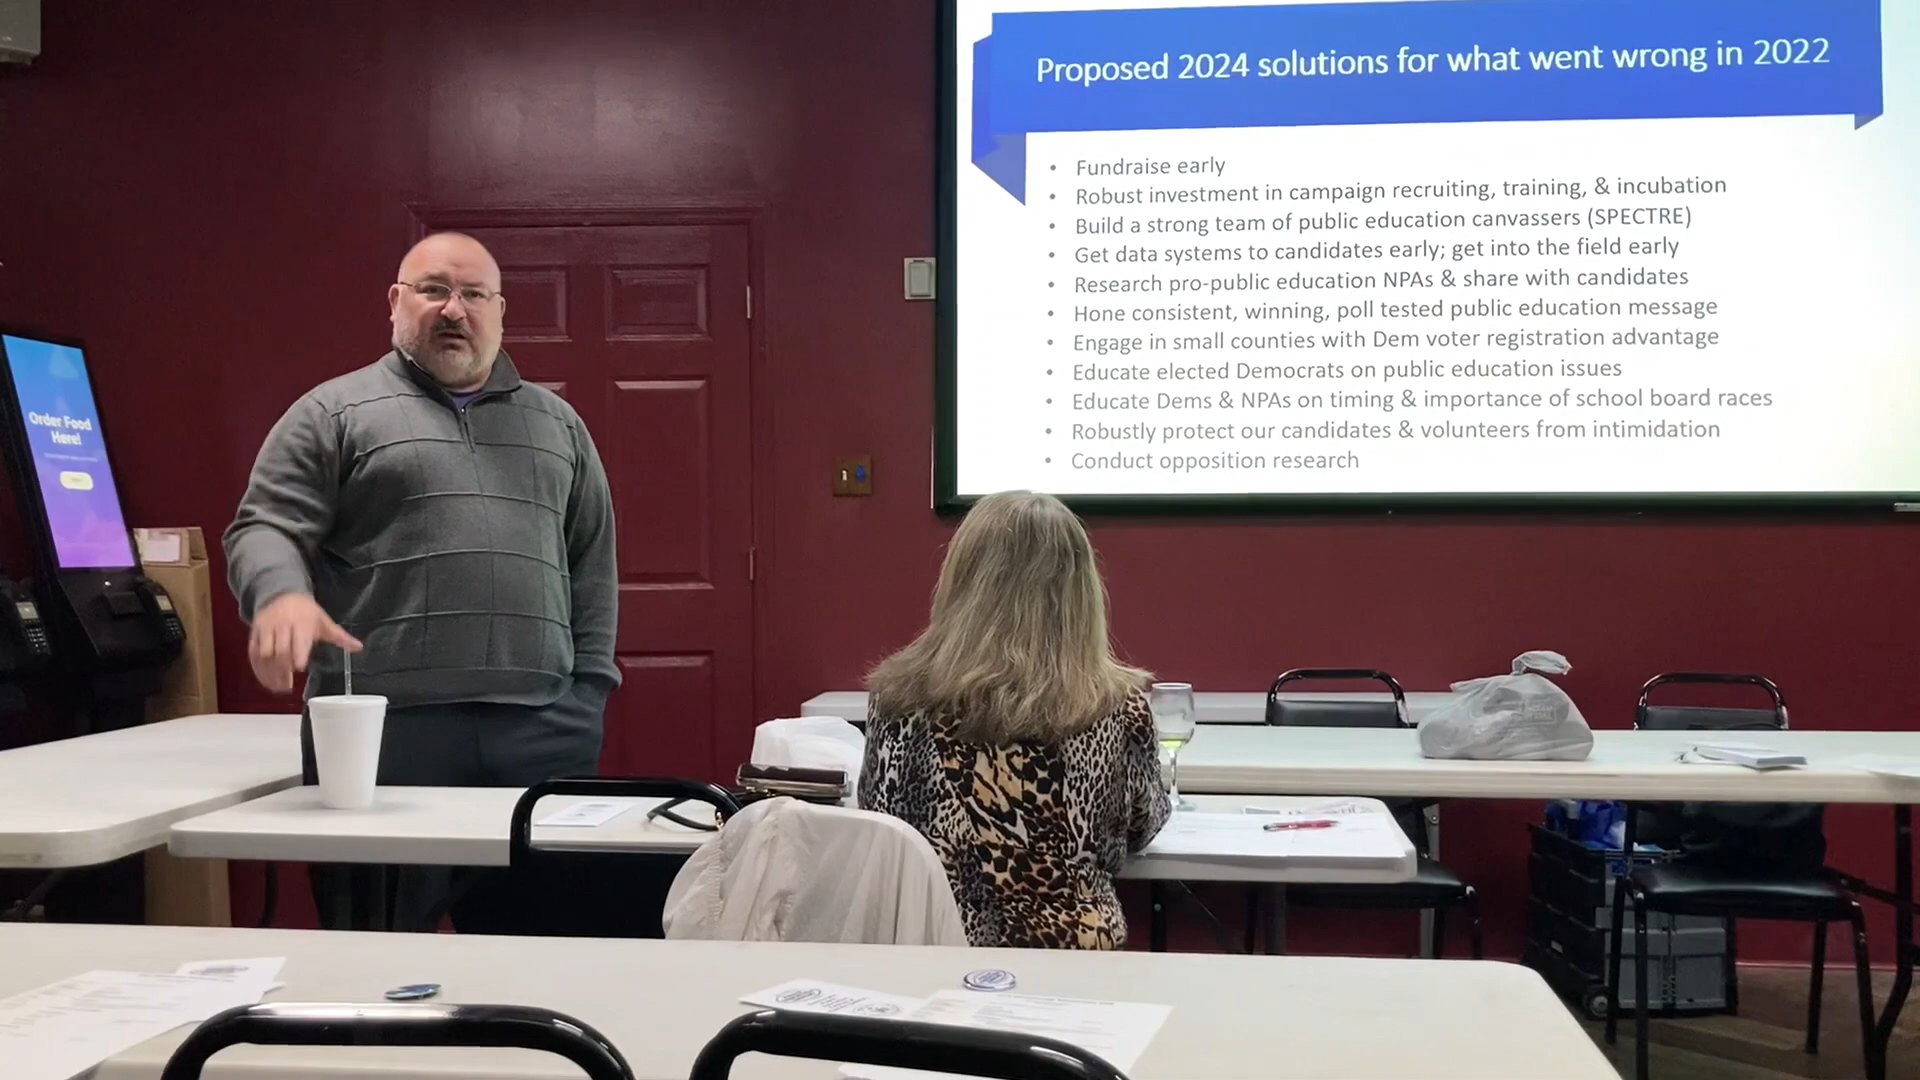 Proposed 2024 solutions for what went wrong in 2022
• Fundraise early
• Robust investment in campaign recruiting, training, & incubation
• Build a strong team of public education canvassers (SPECTRE)
• Get data systems to candidates early; get into the field early
• Research pro-public education NPAs & share with candidates
• Hone consistent, winning, poll tested public education message
• Engage in small counties with Dem voter registration advantage
• Educate elected Democrats on public education issues
• Educate Dems & NPAs on timing & importance of school board races
• Robustly protect our candidates & volunteers from intimidation
• Conduct opposition research
Order Food
Here!